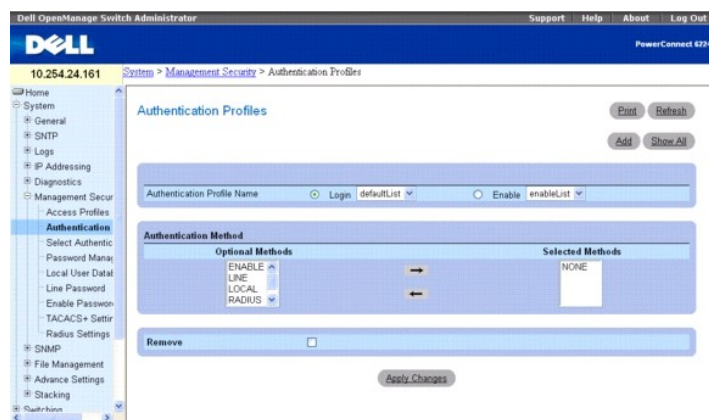 Dell OpenManage Switch Administrator
Support Help About Log Out
DELL
PowerConnect 622
10.254.24.161
System > Management Security > Authentication Profiles
Home
System
General
SNTP
Logs
IP Addressing
Diagnostics
Management Secur
Access Profiles
Authentication
Select Authentic
Password Manag
Local User Datab
Line Password
Enable Passwor
TACACS+ Settin
Radius Settings
SNMP
File Management
Advance Settings
Stacking
Switching
Authentication Profiles
Print Refresh
Add Show All
Authentication Profile Name Login defaultList Enable enableList
Authentication Method
Optional Methods Selected Methods
ENABLE
LINE
LOCAL
RADIUS
NONE
Remove
Apply Changes